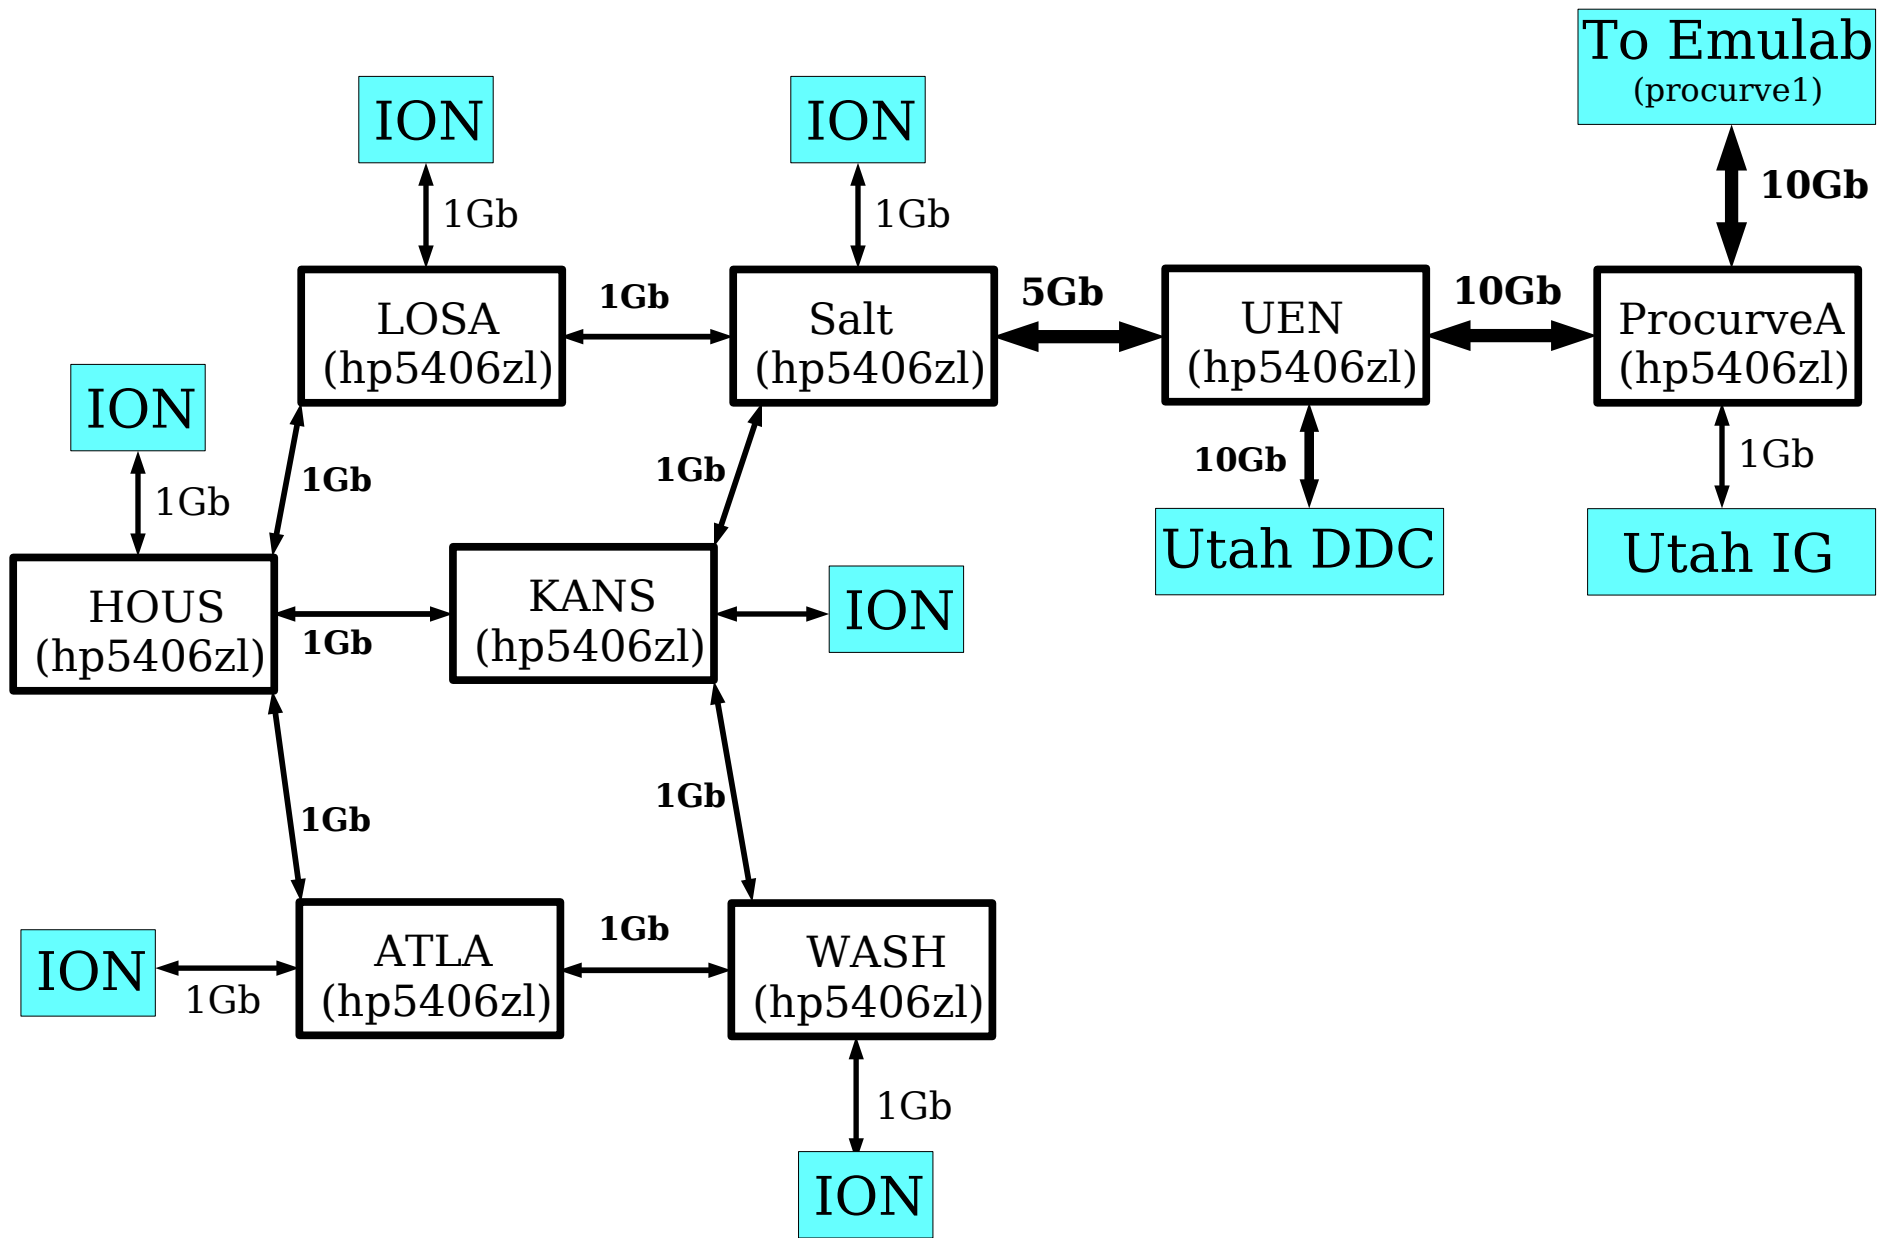 To Emulab
(procurve1)
ION
ION
10Gb
1Gb
1Gb
LOSA
(hp5406zl)
1Gb
Salt
(hp5406zl)
5Gb
UEN
(hp5406zl)
10Gb
ProcurveA
(hp5406zl)
ION
1Gb
1Gb
1Gb
10Gb
1Gb
Utah DDC
Utah IG
HOUS
(hp5406zl)
1Gb
KANS
(hp5406zl)
ION
1Gb
1Gb
ION
1Gb
ATLA
(hp5406zl)
1Gb
WASH
(hp5406zl)
1Gb
ION